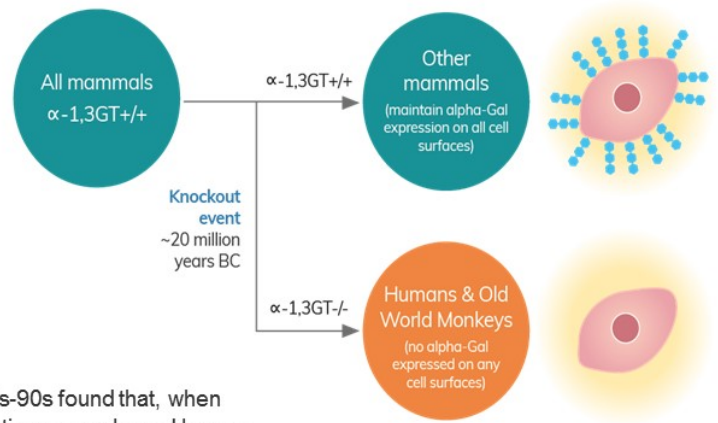 All mammals
∝-1,3GT+/+
∝-1,3GT+/+
Other
mammals
(maintain alpha-Gal
expression on all cell
surfaces)
Knockout
event
~20 million
years BC
∝-1,3GT-/-
Humans & Old
World Monkeys
(no alpha-Gal
expressed on any
cell surfaces)
s-90s found that, when